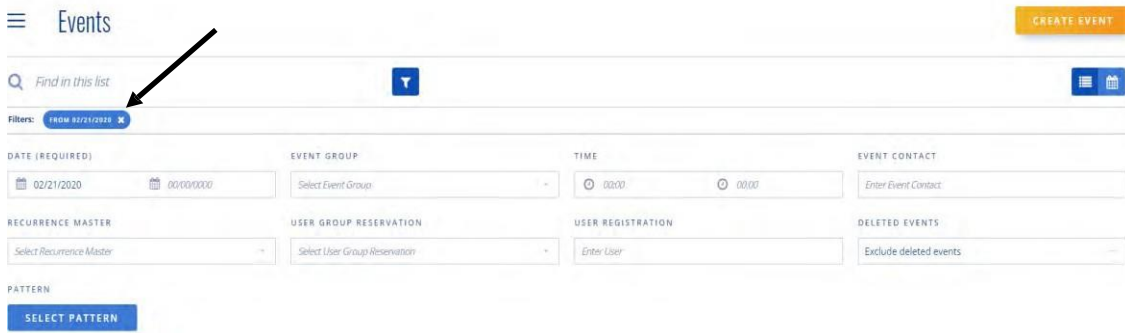 Events
CREATE EVENT
Find in this list
Filters: FROM 02/21/2020 ✖
DATE (REQUIRED) EVENT GROUP TIME EVENT CONTACT
02/21/2020 00/00/0000 Select Event Group 00:00 00:00 Enter Event Contact
RECURRENCE MASTER USER GROUP RESERVATION USER REGISTRATION DELETED EVENTS
Select Recurrence Master Select User Group Reservation Enter User Exclude deleted events
PATTERN
SELECT PATTERN